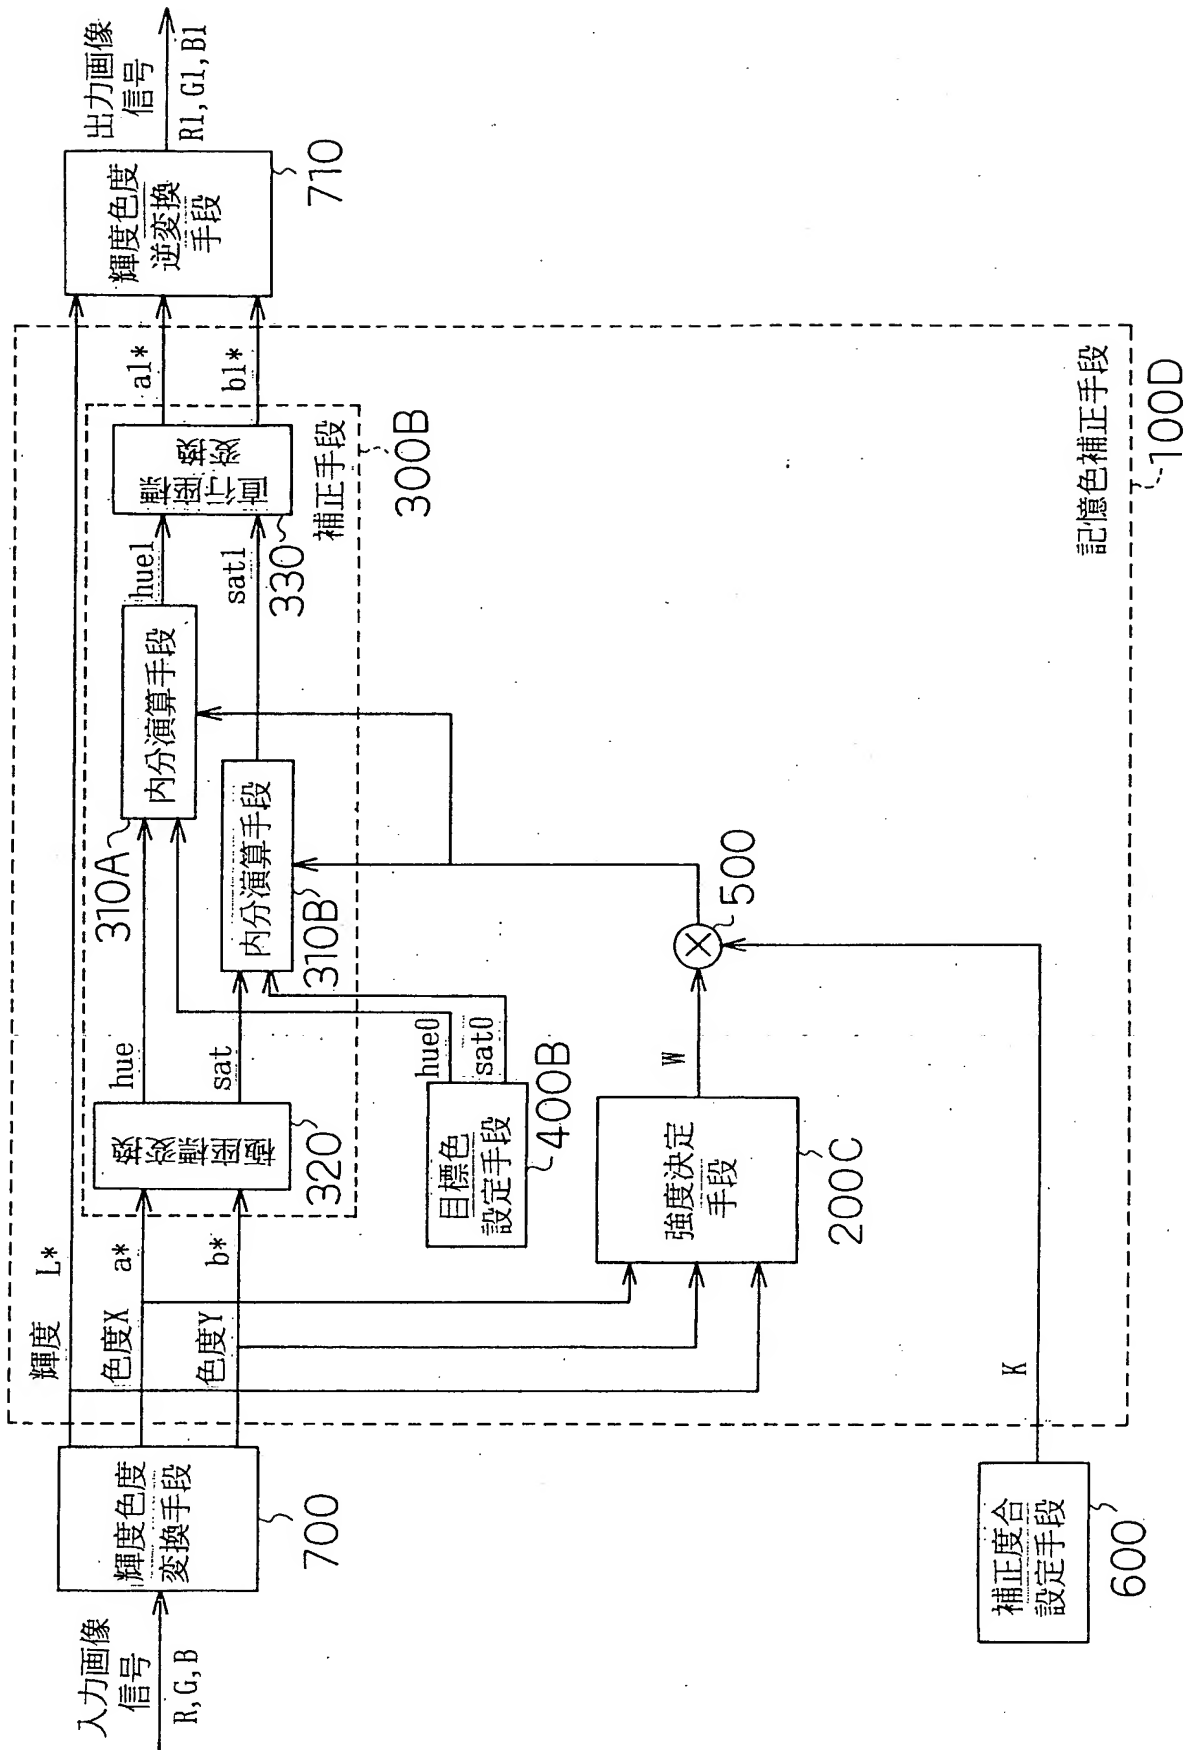 入力画像
信号
R,G,B
輝度色度
変換手段
700
輝度
L*
色度X
a*
色度Y
b*
極座標変換
320
hue
sat
310A
内分演算手段
内分演算手段
310B
hue1
sat1
直行座標
変換
330
補正手段
300B
a1*
b1*
輝度色度
逆変換
手段
710
出力画像
信号
R1,G1,B1
目標色
設定手段
400B
hue0
sat0
強度決定
手段
200C
W
500
K
補正度合
設定手段
600
記憶色補正手段
100D